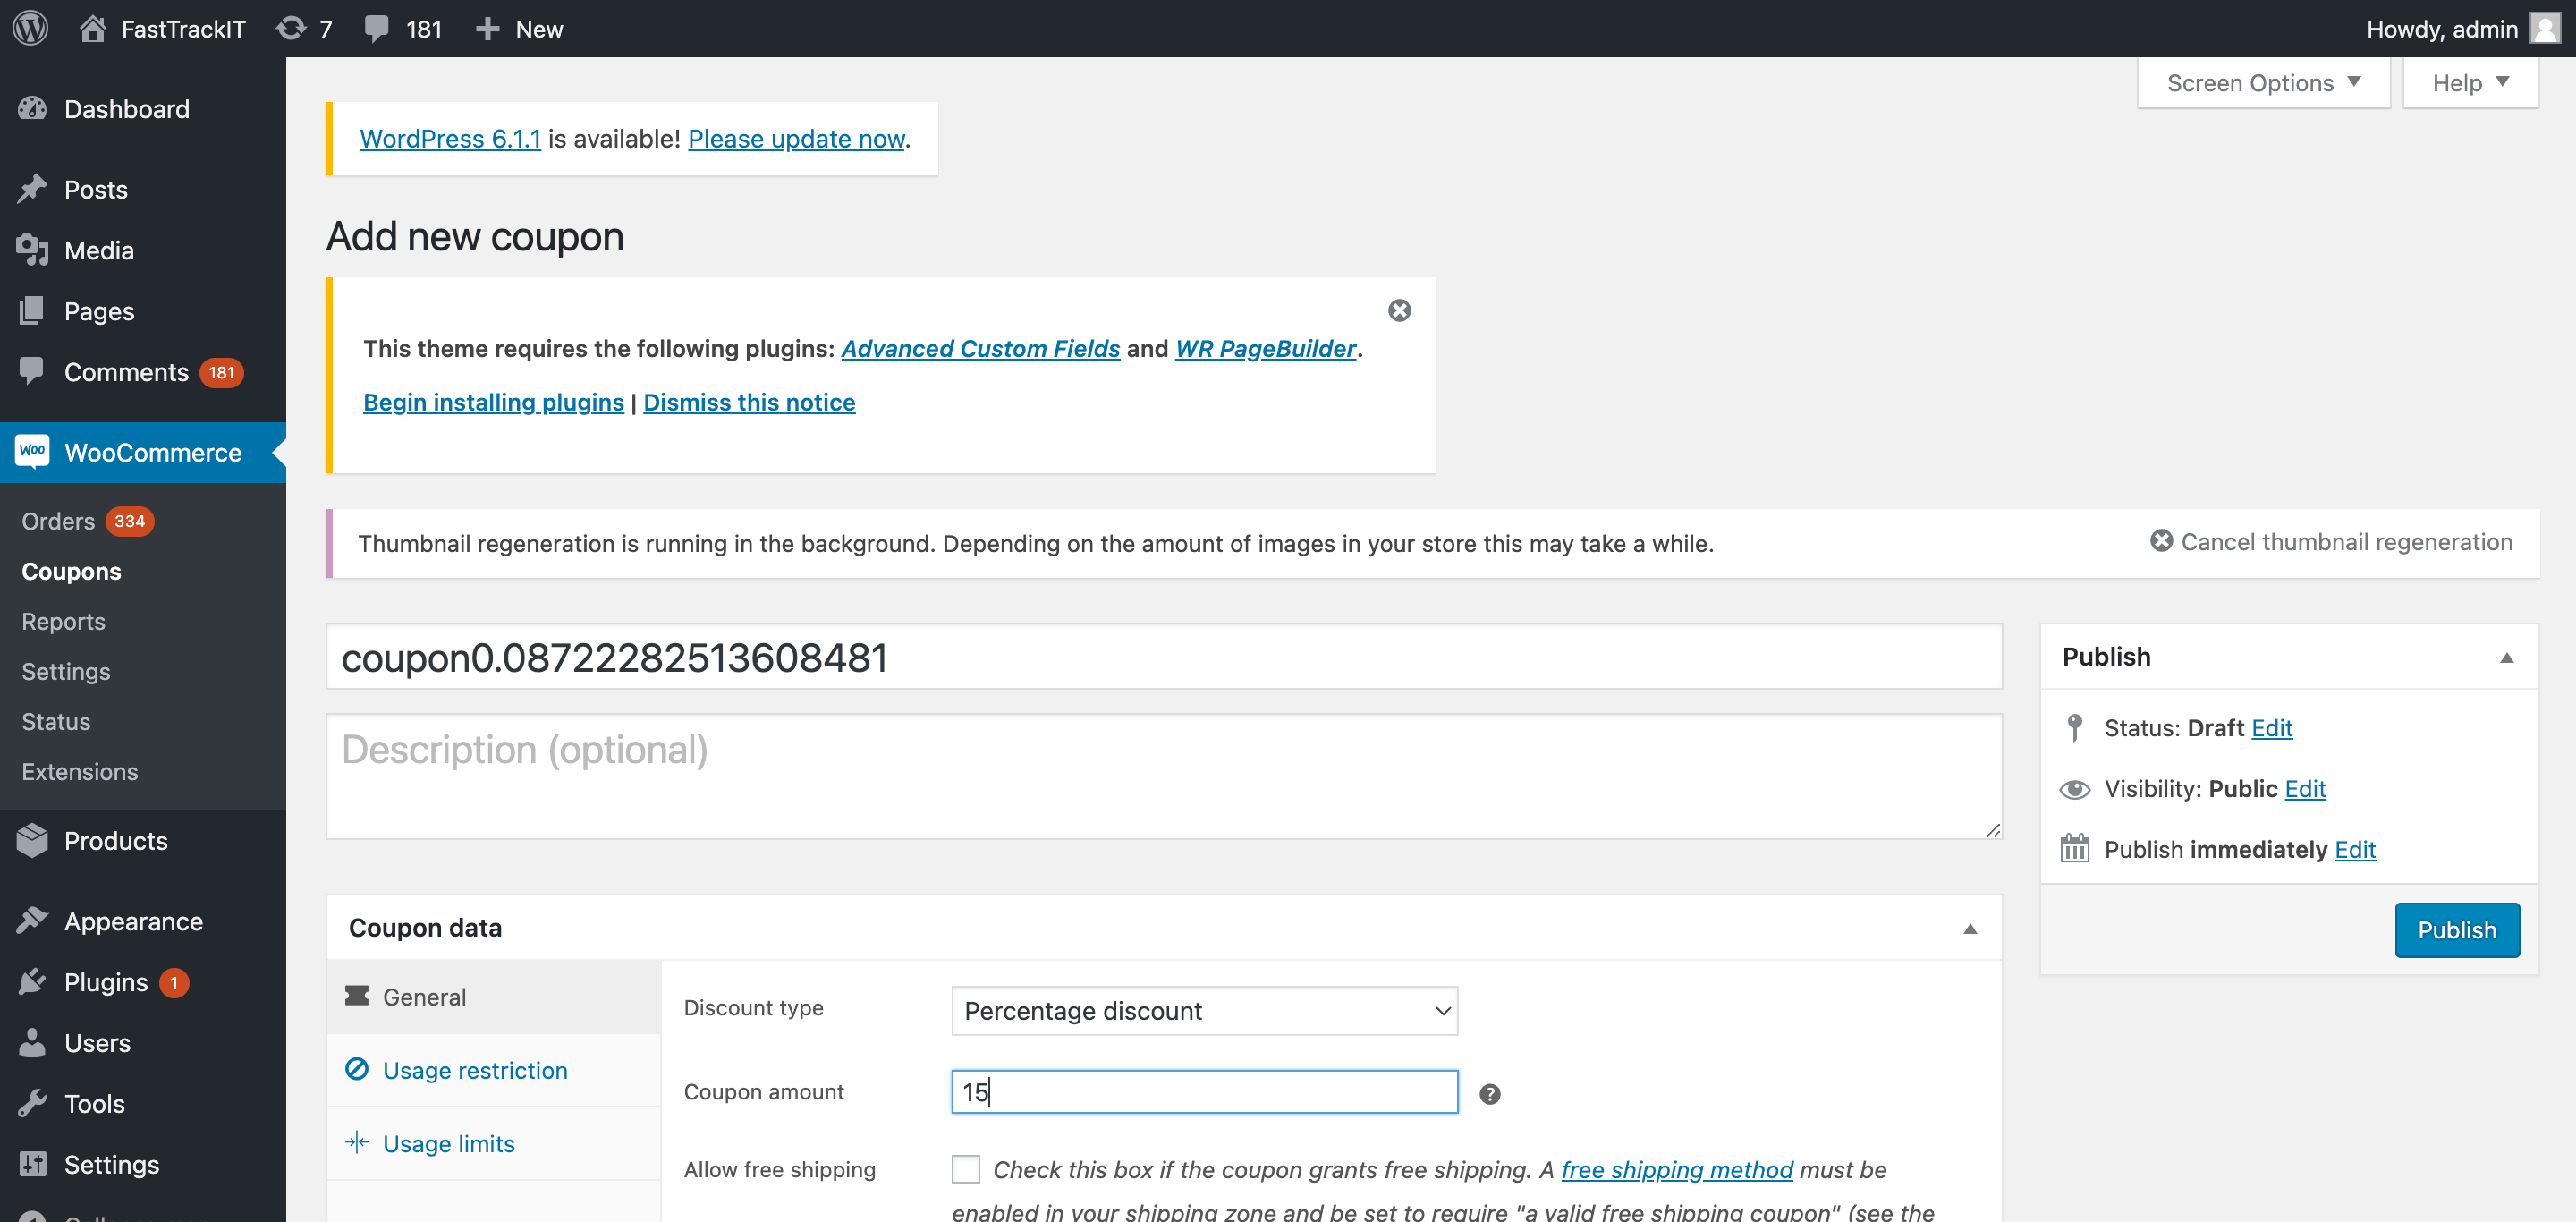 FastTrackIT 7 181 New Howdy, admin
Screen Options Help
Dashboard
Posts
Media
Pages
Comments 181
WooCommerce
Orders 334
Coupons
Reports
Settings
Status
Extensions
Products
Appearance
Plugins 1
Users
Tools
Settings
WordPress 6.1.1 is available! Please update now.
Add new coupon
This theme requires the following plugins: Advanced Custom Fields and WR PageBuilder.
Begin installing plugins | Dismiss this notice
Thumbnail regeneration is running in the background. Depending on the amount of images in your store this may take a while.
Cancel thumbnail regeneration
coupon0.08722282513608481
Description (optional)
Coupon data
General
Usage restriction
Usage limits
Discount type Percentage discount
Coupon amount 15
Allow free shipping Check this box if the coupon grants free shipping. A free shipping method must be
enabled in your shipping zone and be set to require "a valid free shipping coupon" (see the
Publish
Status: Draft Edit
Visibility: Public Edit
Publish immediately Edit
Publish